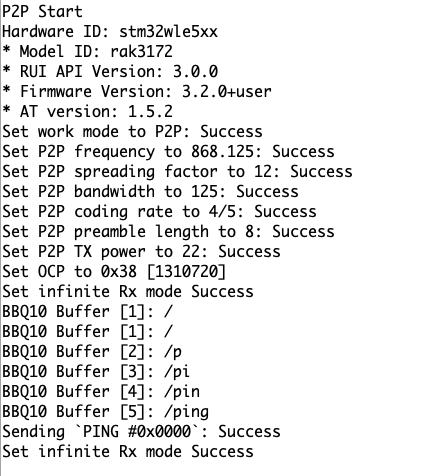 P2P Start
Hardware ID: stm32wle5xx
* Model ID: rak3172
* RUI API Version: 3.0.0
* Firmware Version: 3.2.0+user
* AT version: 1.5.2
Set work mode to P2P: Success
Set P2P frequency to 868.125: Success
Set P2P spreading factor to 12: Success
Set P2P bandwidth to 125: Success
Set P2P coding rate to 4/5: Success
Set P2P preamble length to 8: Success
Set P2P TX power to 22: Success
Set OCP to 0x38 [1310720]
Set infinite Rx mode Success
BBQ10 Buffer [1]: /
BBQ10 Buffer [1]: /
BBQ10 Buffer [2]: /p
BBQ10 Buffer [3]: /pi
BBQ10 Buffer [4]: /pin
BBQ10 Buffer [5]: /ping
Sending `PING #0x0000`: Success
Set infinite Rx mode Success